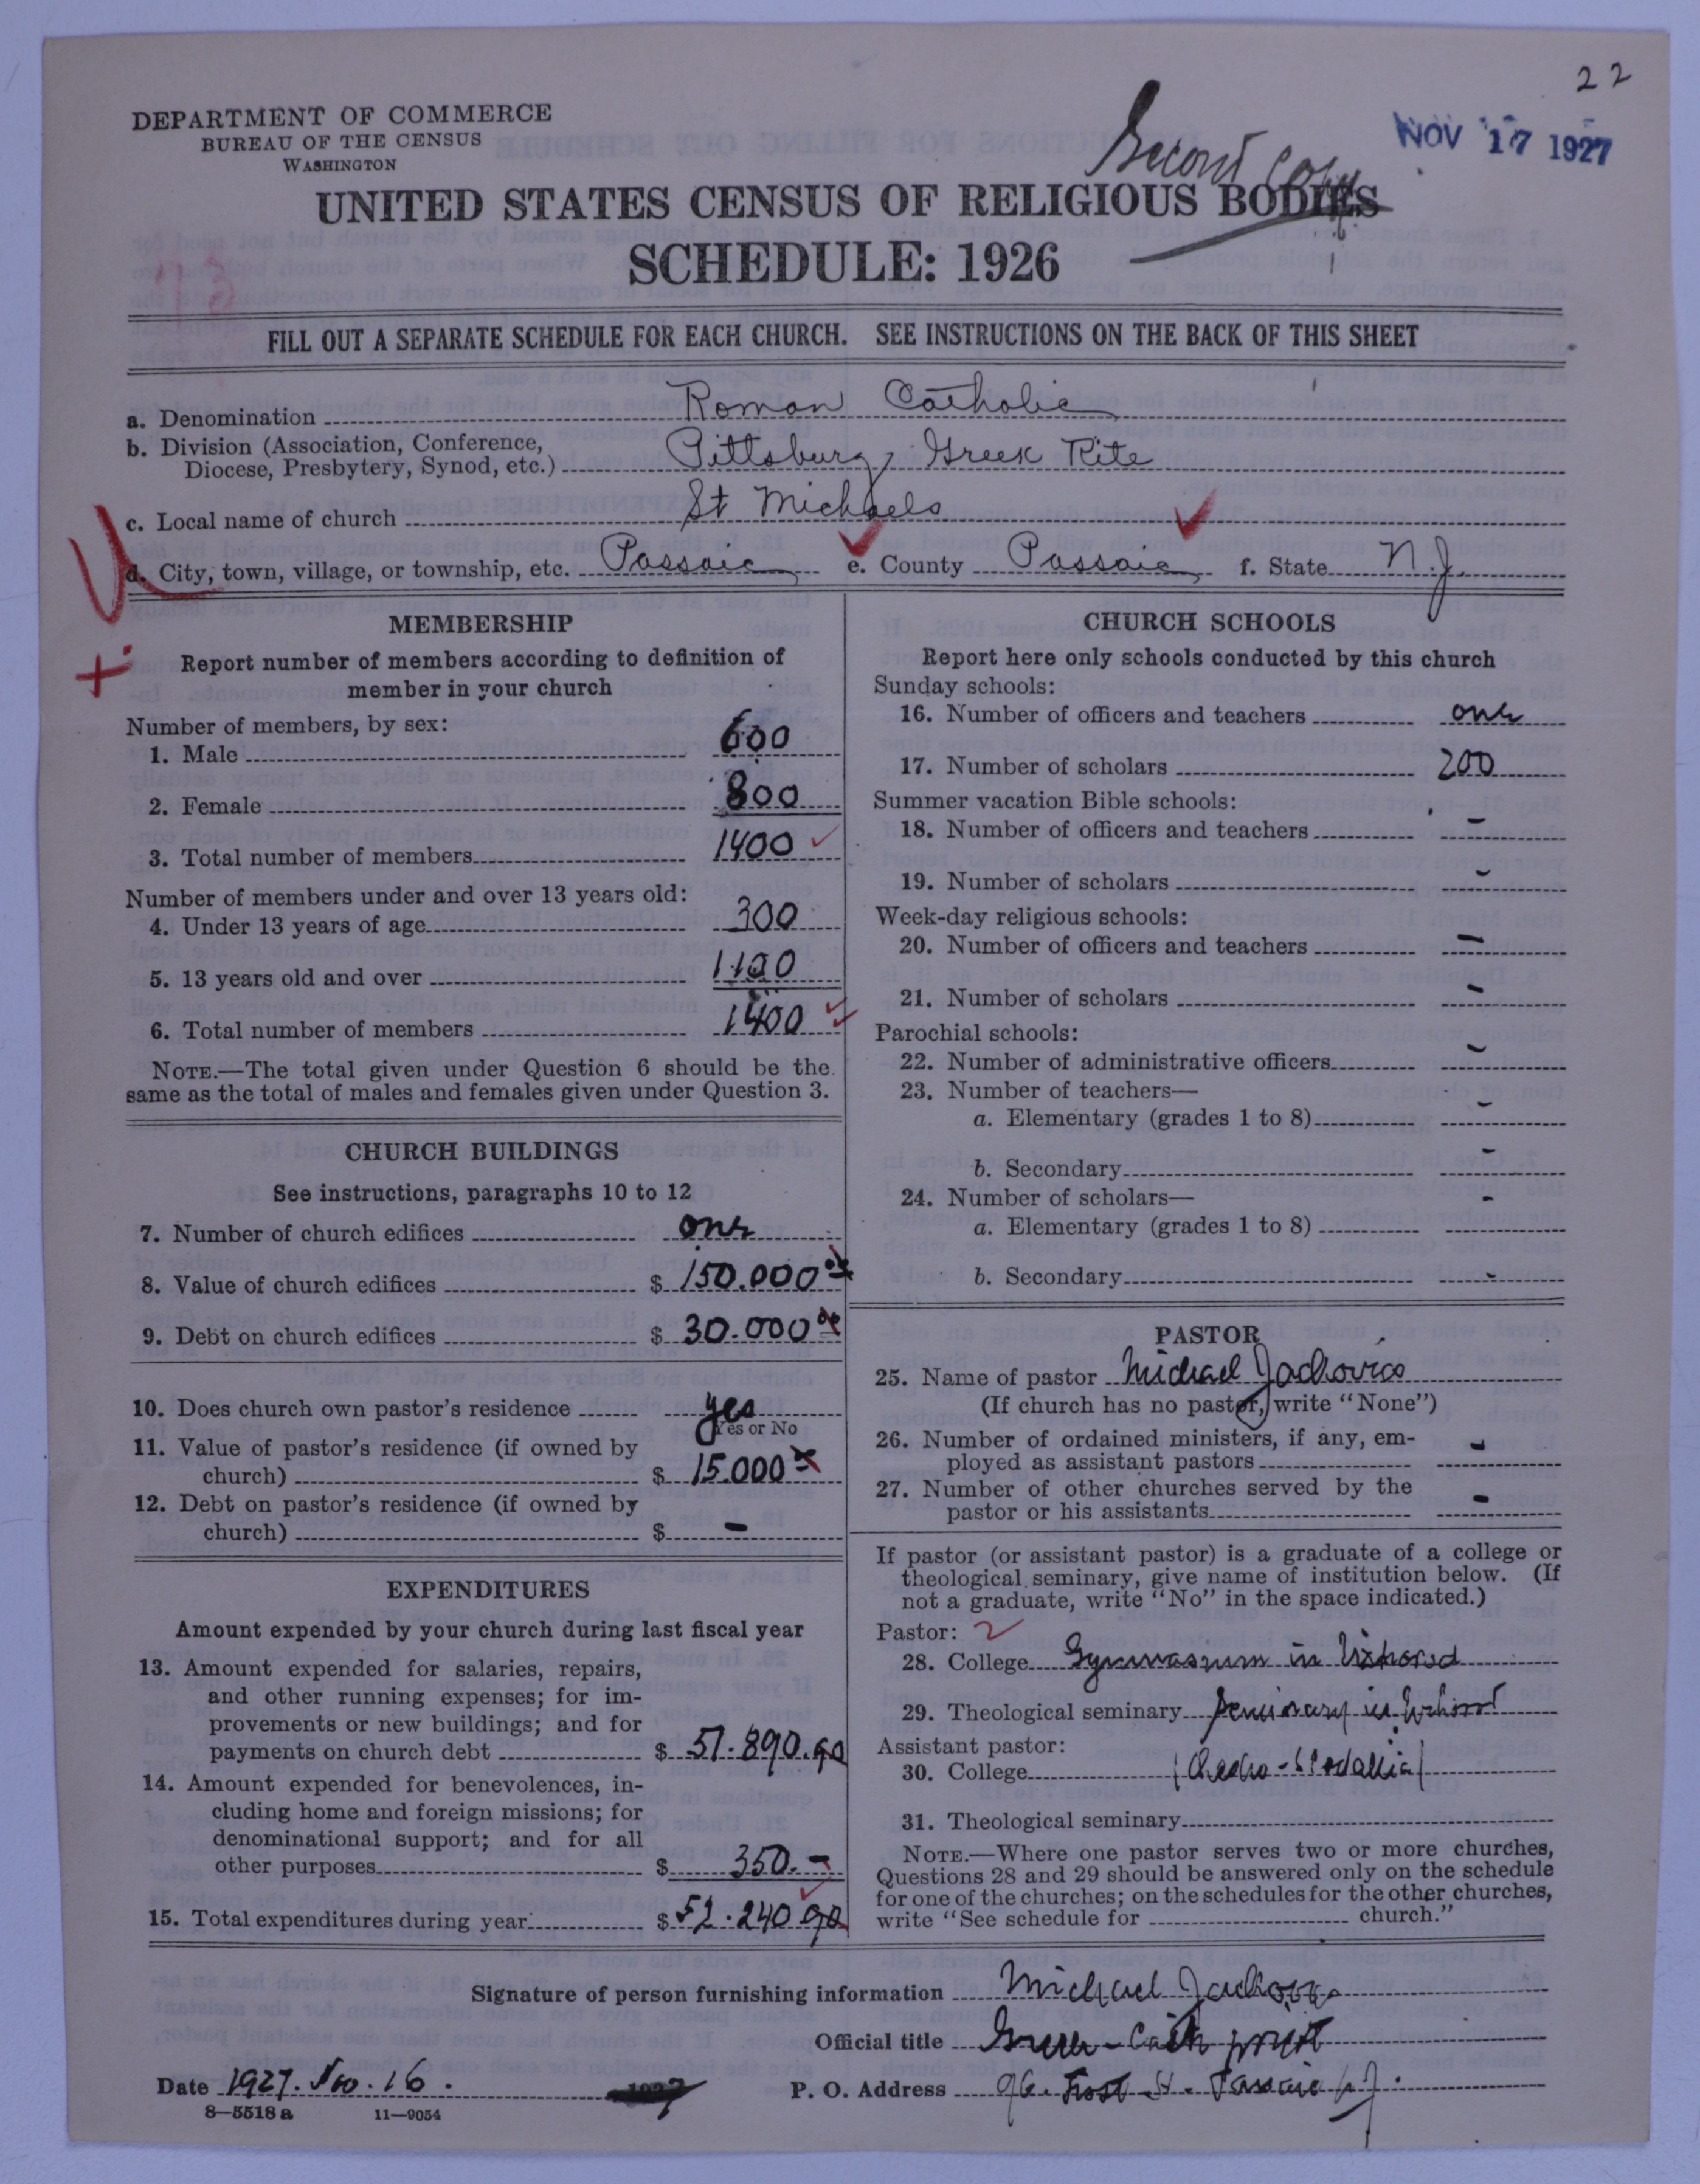 22
DEPARTMENT OF COMMERCE
BUREAU OF THE CENSUS
WASHINGTON
Second Copy
NOV 17 1927
UNITED STATES CENSUS OF RELIGIOUS BODIES
SCHEDULE: 1926
FILL OUT A SEPARATE SCHEDULE FOR EACH CHURCH. SEE INSTRUCTIONS ON THE BACK OF THIS SHEET
a. Denomination Roman Catholic
b. Division (Association, Conference,
Diocese, Presbytery, Synod, etc.) Pittsburg, Greek Rite
c. Local name of church St Michaels
d. City, town, village, or township, etc. Passaic e. County Passaic f. State N.J.
MEMBERSHIP
Report number of members according to definition of
member in your church
Number of members, by sex:
1. Male 600
2. Female 800
3. Total number of members 1400
Number of members under and over 13 years old:
4. Under 13 years of age 300
5. 13 years old and over 1100
6. Total number of members 1400
NOTE.—The total given under Question 6 should be the
same as the total of males and females given under Question 3.
CHURCH BUILDINGS
See instructions, paragraphs 10 to 12
7. Number of church edifices one
8. Value of church edifices $ 150.000
9. Debt on church edifices $ 30.000
10. Does church own pastor's residence yes
Yes or No
11. Value of pastor's residence (if owned by
church) $ 15.000
12. Debt on pastor's residence (if owned by
church) $ -
EXPENDITURES
Amount expended by your church during last fiscal year
13. Amount expended for salaries, repairs,
and other running expenses; for im-
provements or new buildings; and for
payments on church debt $ 51.890.90
14. Amount expended for benevolences, in-
cluding home and foreign missions; for
denominational support; and for all
other purposes $ 350.-
15. Total expenditures during year $ 52.240 90
CHURCH SCHOOLS
Report here only schools conducted by this church
Sunday schools:
16. Number of officers and teachers one
17. Number of scholars 200
Summer vacation Bible schools:
18. Number of officers and teachers -
19. Number of scholars -
Week-day religious schools:
20. Number of officers and teachers -
21. Number of scholars -
Parochial schools:
22. Number of administrative officers -
23. Number of teachers—
a. Elementary (grades 1 to 8) -
b. Secondary -
24. Number of scholars—
a. Elementary (grades 1 to 8) -
b. Secondary -
PASTOR
25. Name of pastor Michael Jackovics
(If church has no pastor, write "None")
26. Number of ordained ministers, if any, em-
ployed as assistant pastors -
27. Number of other churches served by the
pastor or his assistants -
If pastor (or assistant pastor) is a graduate of a college or
theological seminary, give name of institution below. (If
not a graduate, write "No" in the space indicated.)
Pastor:
28. College Gymnasium in Uzhorod
29. Theological seminary Seminary in Uzhorod
Assistant pastor:
30. College
31. Theological seminary
NOTE.—Where one pastor serves two or more churches,
Questions 28 and 29 should be answered only on the schedule
for one of the churches; on the schedules for the other churches,
write "See schedule for church."
Signature of person furnishing information Michael Jackovics
Official title Greek-Cath priest
Date 1927. Nov. 16. 1927 P. O. Address 96. First St. Passaic N.J.
8—5518 a 11—9054